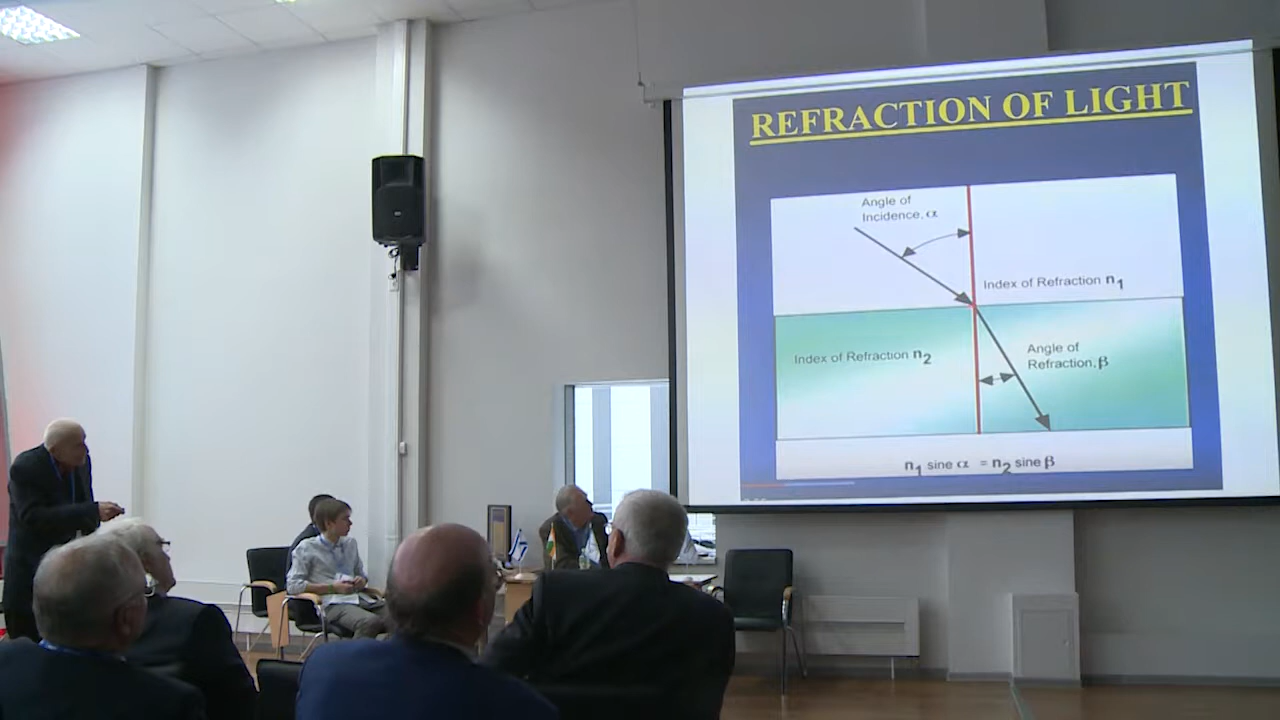 REFRACTION OF LIGHT
Angle of
Incidence, α
Index of Refraction n1
Index of Refraction n2
Angle of
Refraction, β
n1 sine α = n2 sine β